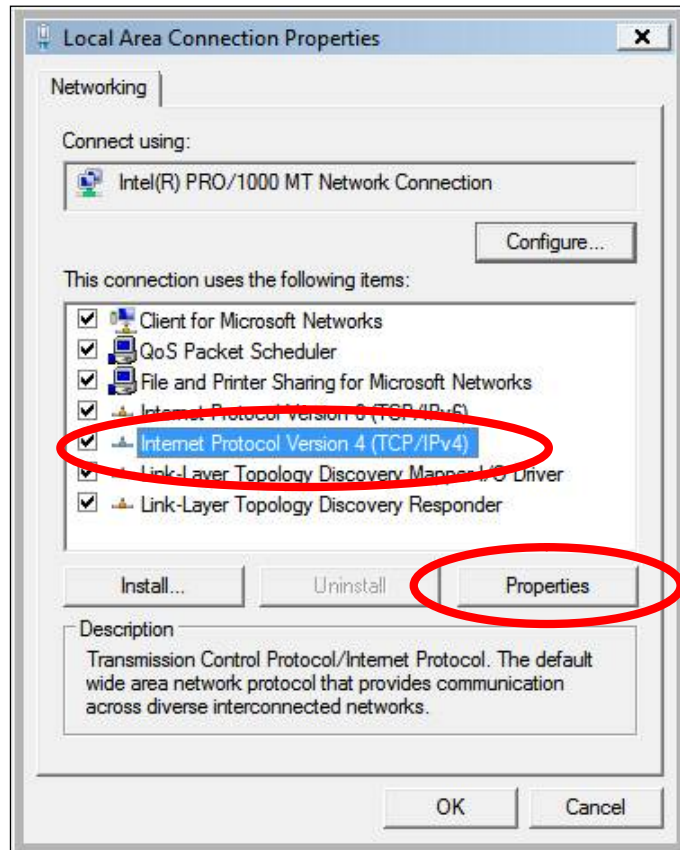 Local Area Connection Properties
Networking
Connect using:
Intel(R) PRO/1000 MT Network Connection
Configure...
This connection uses the following items:
Client for Microsoft Networks
QoS Packet Scheduler
File and Printer Sharing for Microsoft Networks
Internet Protocol Version 6 (TCP/IPv6)
Internet Protocol Version 4 (TCP/IPv4)
Link-Layer Topology Discovery Mapper I/O Driver
Link-Layer Topology Discovery Responder
Install...
Uninstall
Properties
Description
Transmission Control Protocol/Internet Protocol. The default
wide area network protocol that provides communication
across diverse interconnected networks.
OK
Cancel